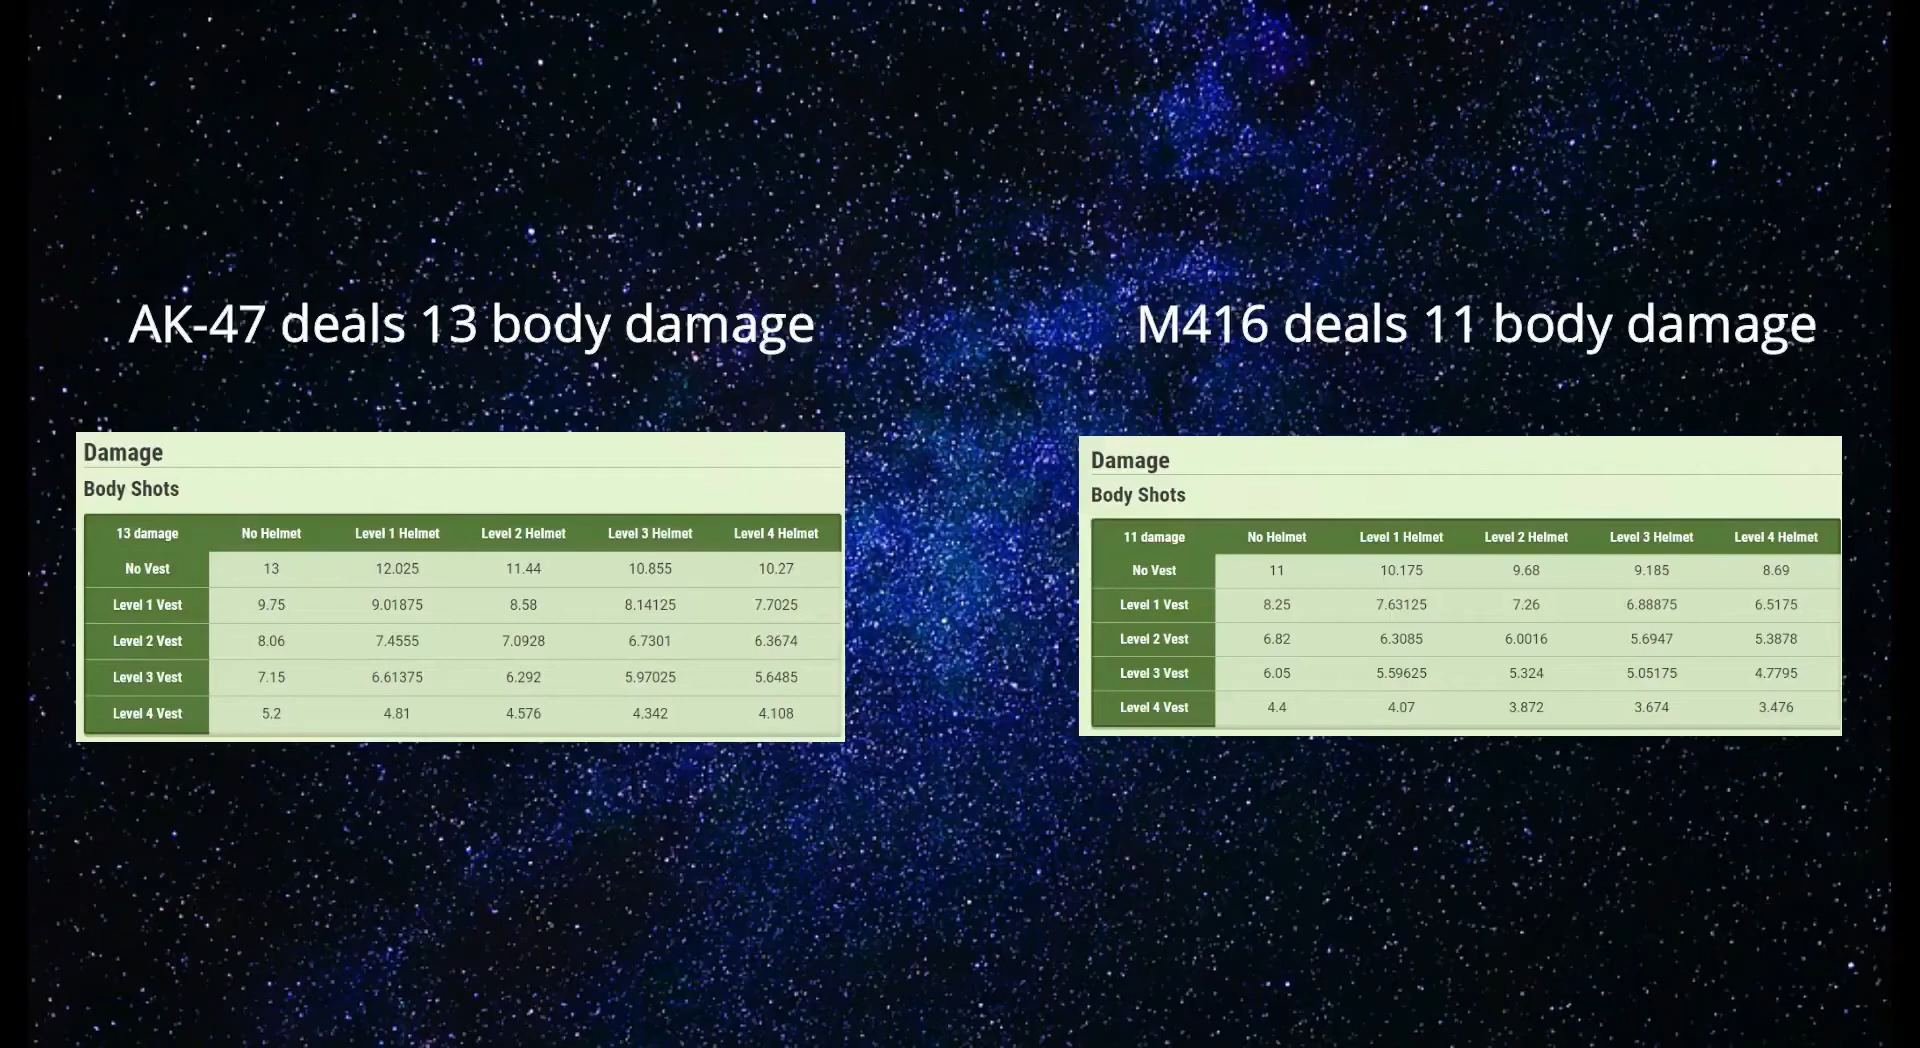 AK-47 deals 13 body damage
Damage
Body Shots
13 damage No Helmet Level 1 Helmet Level 2 Helmet Level 3 Helmet Level 4 Helmet
No Vest 13 12.025 11.44 10.855 10.27
Level 1 Vest 9.75 9.01875 8.58 8.14125 7.7025
Level 2 Vest 8.06 7.4555 7.0928 6.7301 6.3674
Level 3 Vest 7.15 6.61375 6.292 5.97025 5.6485
Level 4 Vest 5.2 4.81 4.576 4.342 4.108
M416 deals 11 body damage
Damage
Body Shots
11 damage No Helmet Level 1 Helmet Level 2 Helmet Level 3 Helmet Level 4 Helmet
No Vest 11 10.175 9.68 9.185 8.69
Level 1 Vest 8.25 7.63125 7.26 6.88875 6.5175
Level 2 Vest 6.82 6.3085 6.0016 5.6947 5.3878
Level 3 Vest 6.05 5.59625 5.324 5.05175 4.7795
Level 4 Vest 4.4 4.07 3.872 3.674 3.476